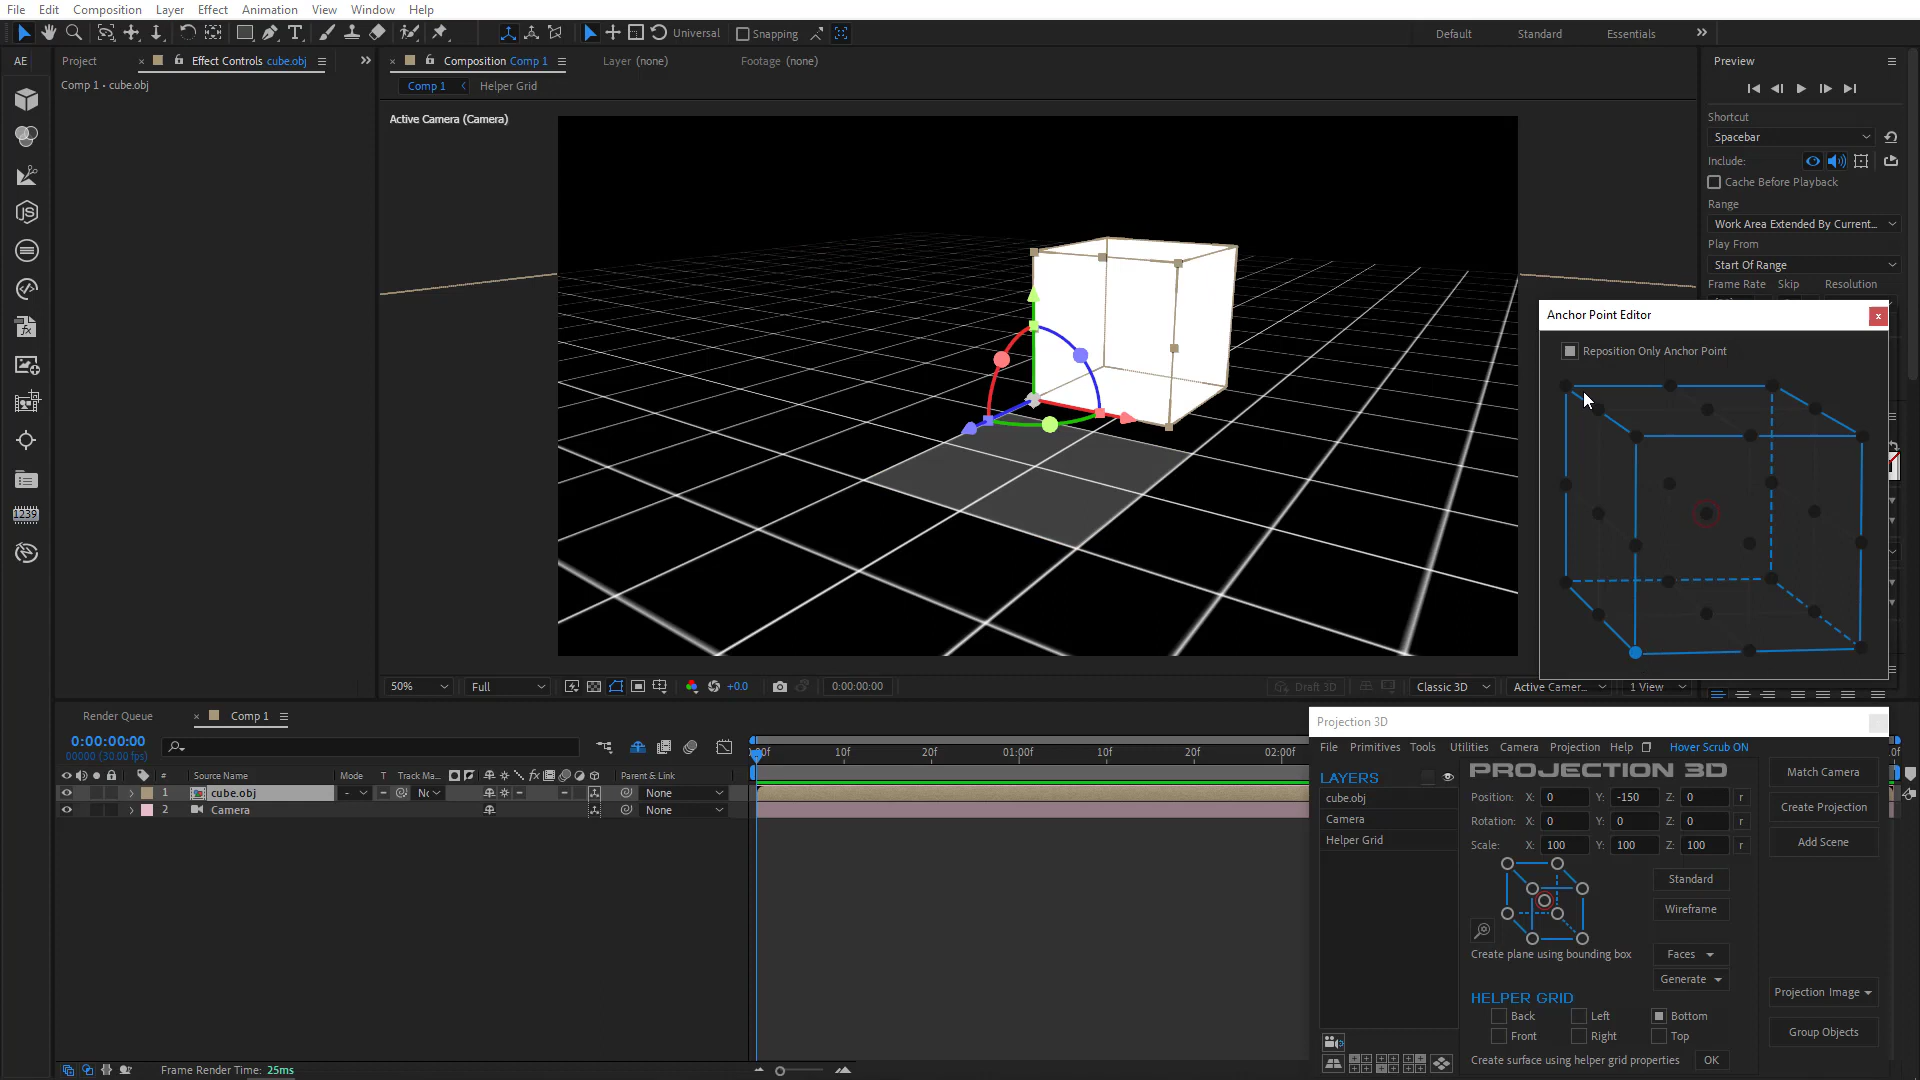 File Edit Composition Layer Effect Animation View Window Help
Universal Snapping Default Standard Essentials
AE Project Effect Controls cube.obj Composition Comp 1 Layer (none) Footage (none) Preview
Comp 1 • cube.obj Comp 1 Helper Grid
Active Camera (Camera)
Shortcut
Spacebar
Include:
Cache Before Playback
Range
Work Area Extended By Current...
Play From
Start Of Range
Frame Rate Skip Resolution
Anchor Point Editor
Reposition Only Anchor Point
50% Full +0.0 0:00:00:00 Draft 3D Classic 3D Active Camer... 1 View
Render Queue Comp 1
0:00:00:00
00000 (30.00 fps)
10f 20f 01:00f 10f 20f 02:00f
# Source Name Mode T Track Ma... Parent & Link
1 cube.obj - None
2 Camera None
Projection 3D
File Primitives Tools Utilities Camera Projection Help Hover Scrub ON
LAYERS
cube.obj
Camera
Helper Grid
PROJECTION 3D
Position: X: 0 Y: -150 Z: 0 r
Rotation: X: 0 Y: 0 Z: 0 r
Scale: X: 100 Y: 100 Z: 100 r
Standard
Wireframe
Create plane using bounding box Faces
Generate
HELPER GRID
Back Left Bottom
Front Right Top
Create surface using helper grid properties OK
Match Camera
Create Projection
Add Scene
Projection Image
Group Objects
Frame Render Time: 25ms